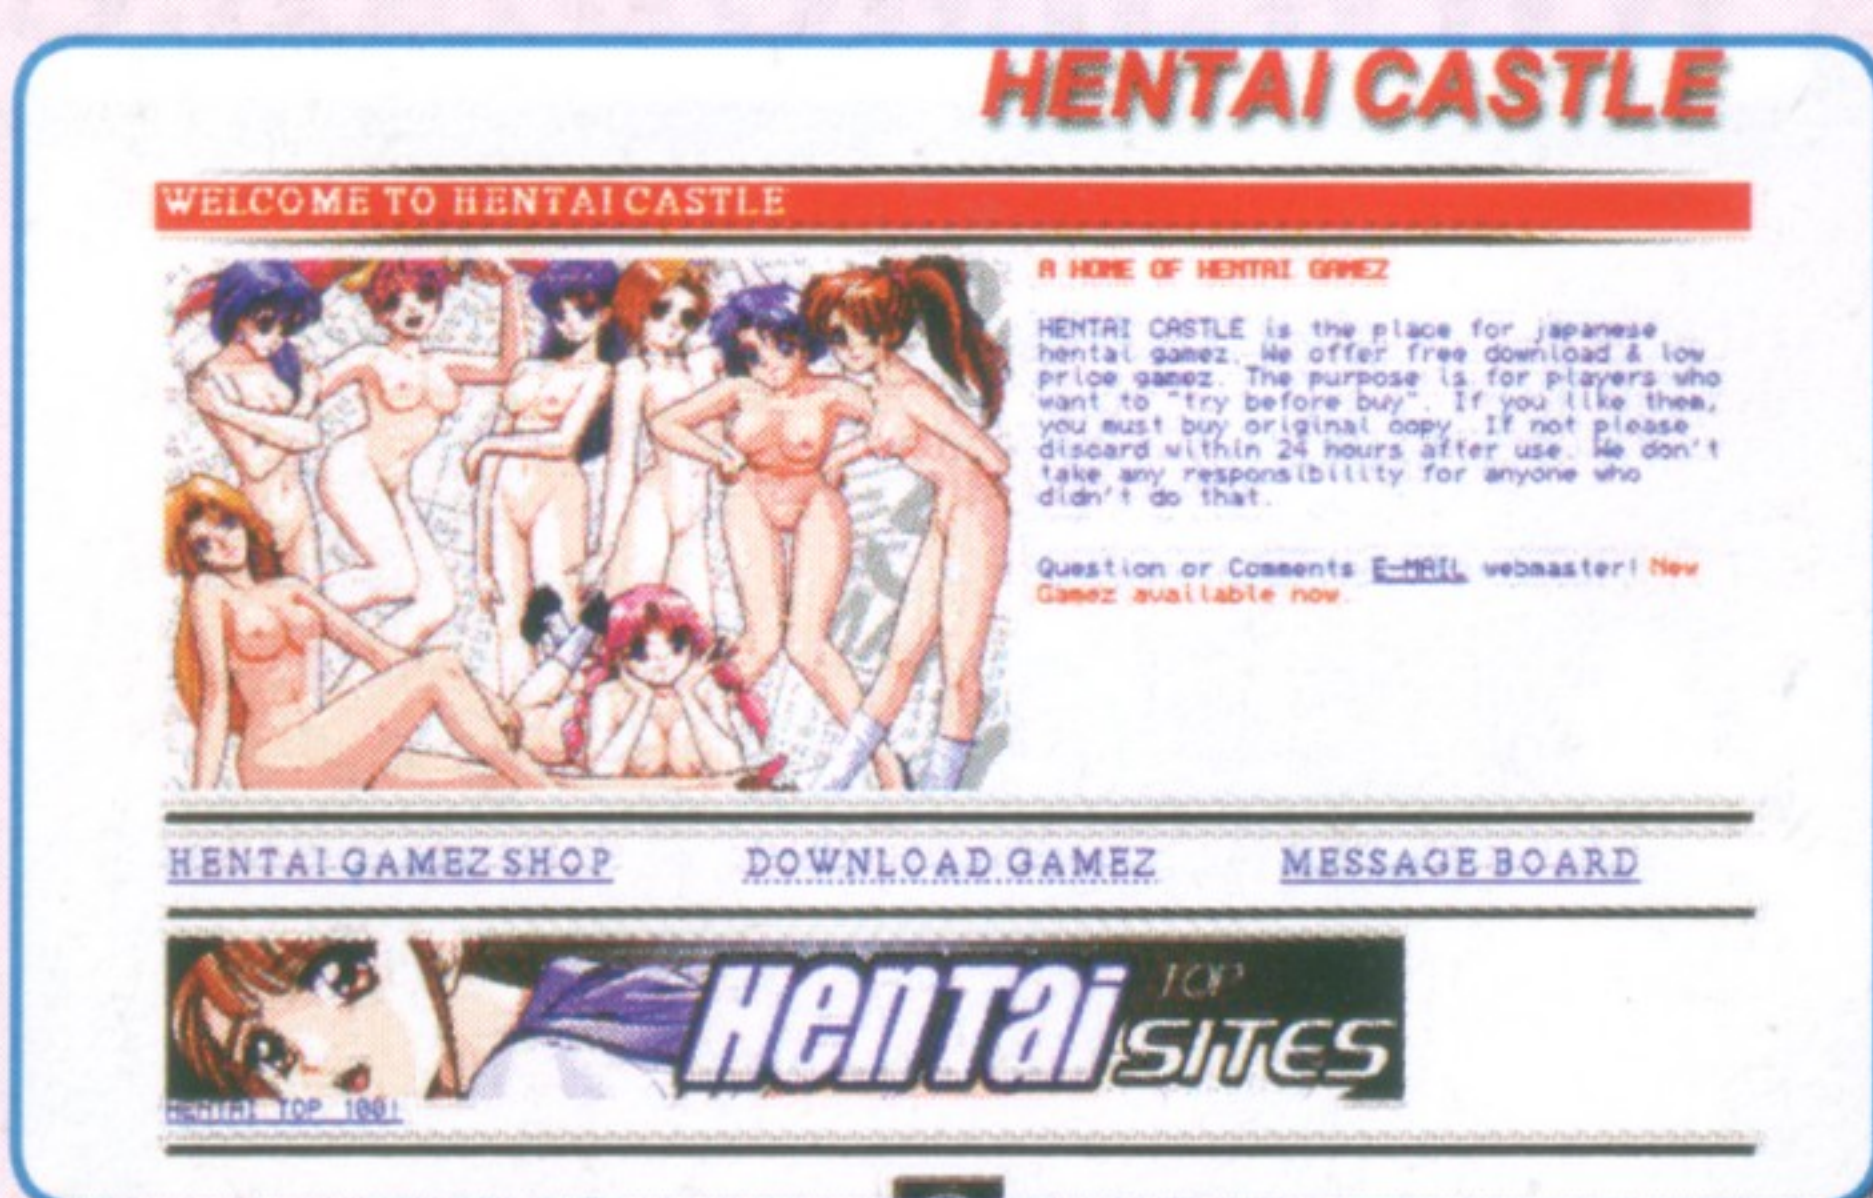 HENTAI CASTLE
WELCOME TO HENTAI CASTLE
A HOME OF HENTAI GAMEZ
HENTAI CASTLE is the place for japanese
hentai gamez. We offer free download & low
price gamez. The purpose is for players who
want to "try before buy". If you like them,
you must buy original copy. If not please
discard within 24 hours after use. We don't
take any responsibility for anyone who
didn't do that.
Question or Comments E-MAIL webmaster! New
Gamez available now.
HENTAI GAMEZ SHOP
DOWNLOAD GAMEZ
MESSAGE BOARD
HENTAI TOP SITES
HENTAI TOP 100!